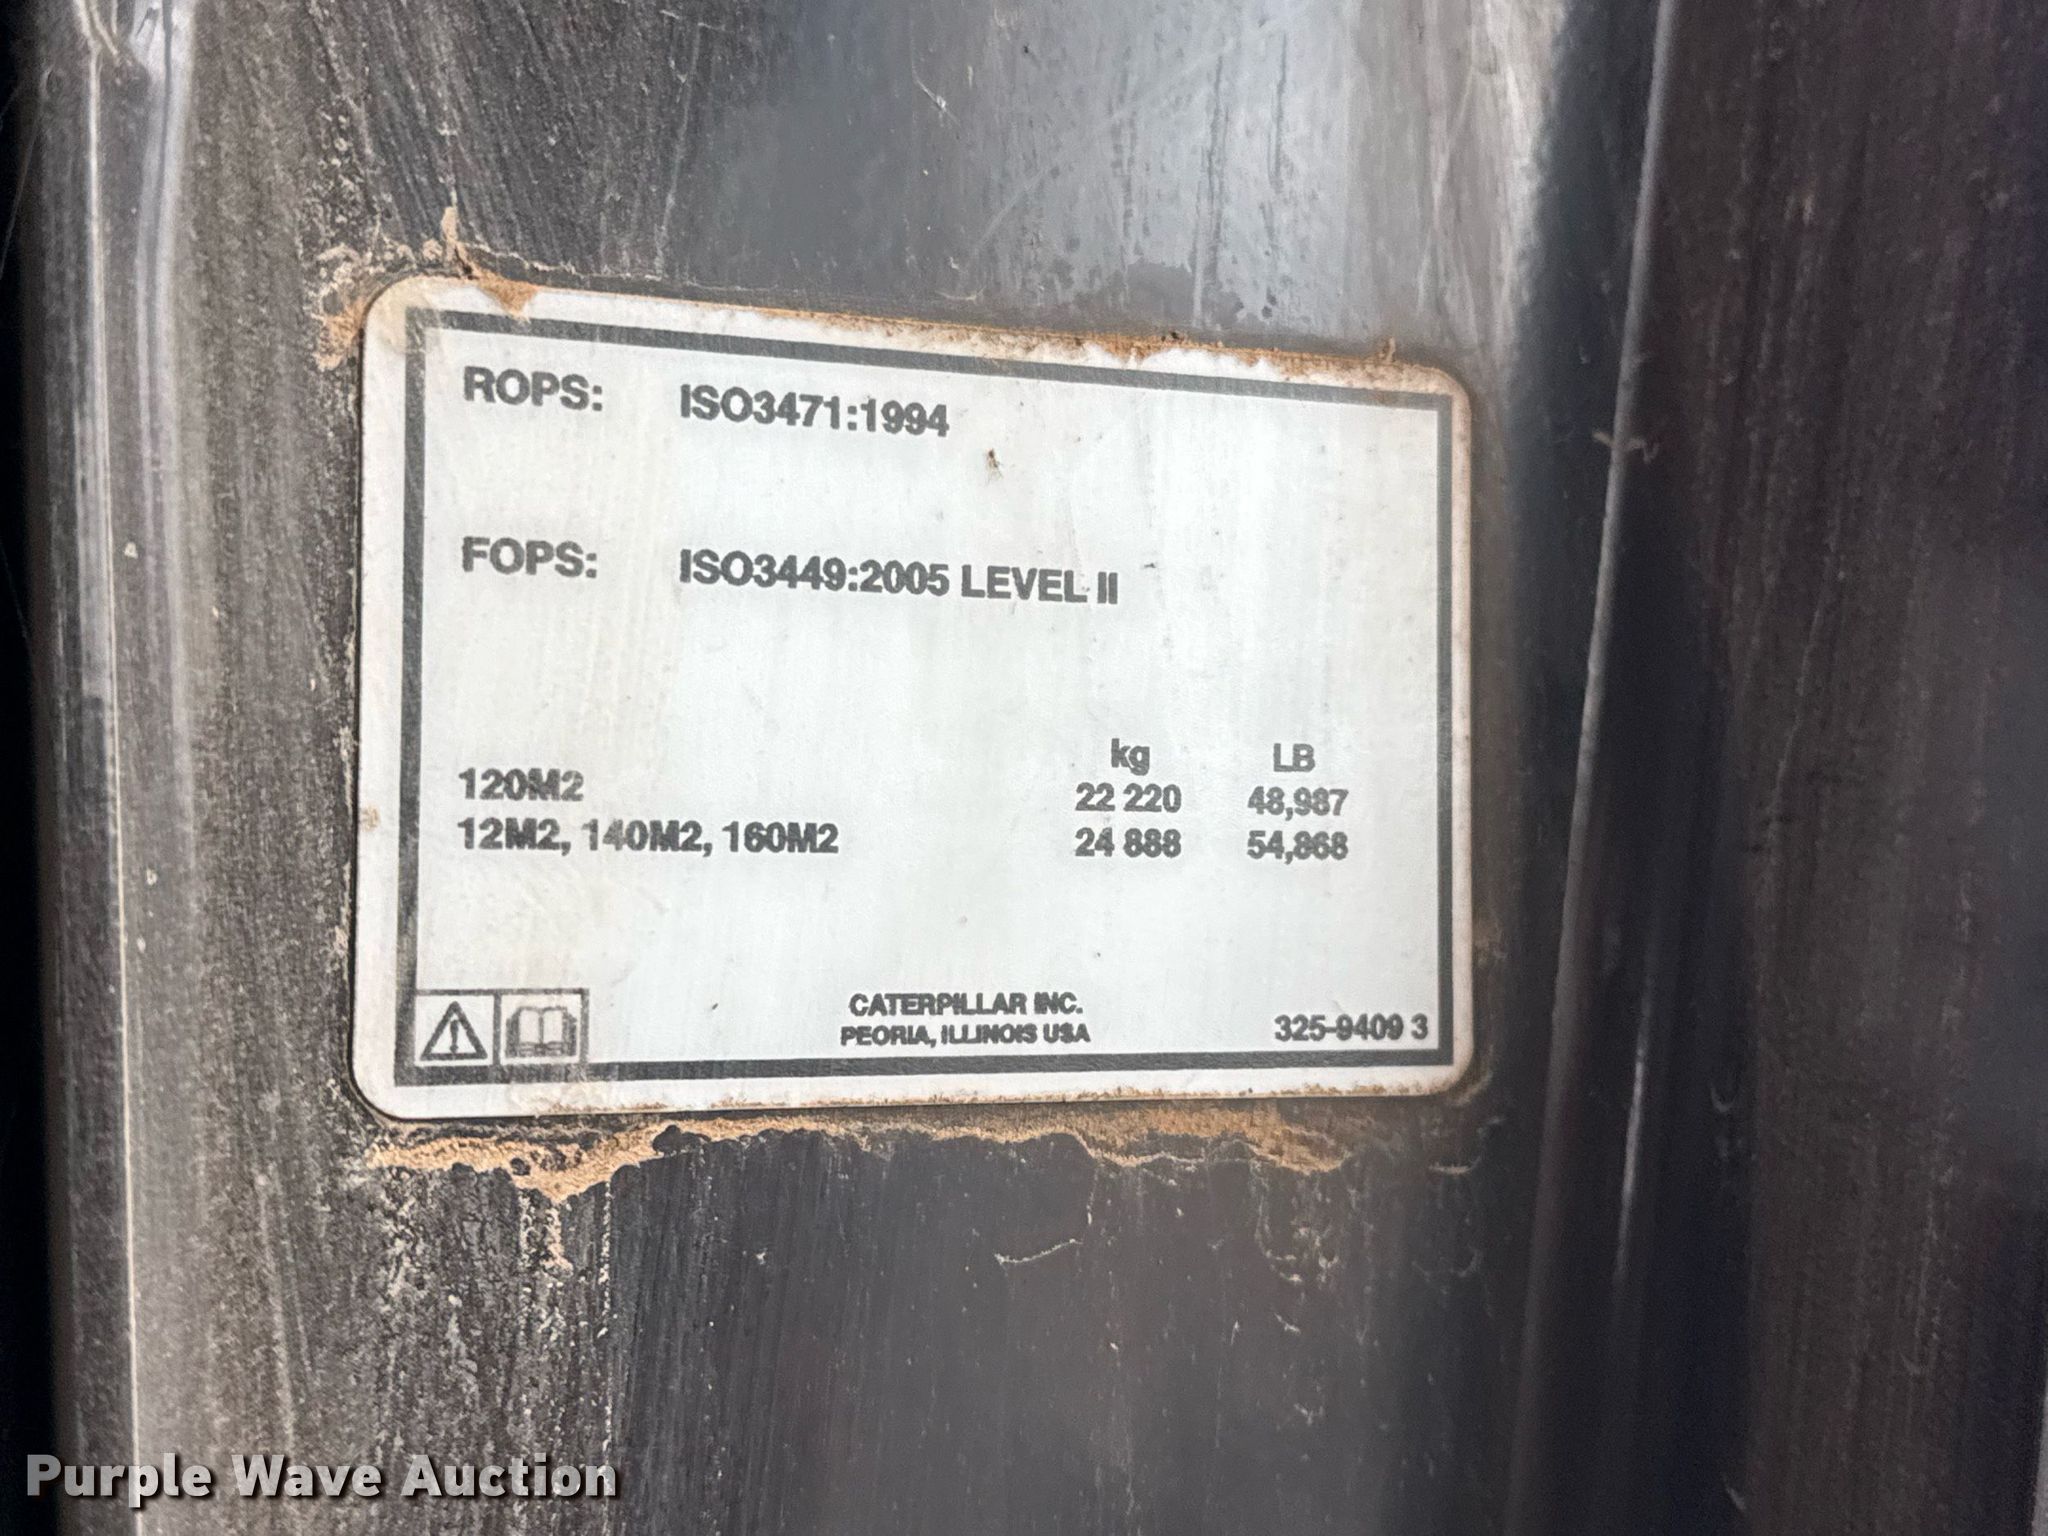 ROPS: ISO3471:1994
FOPS: ISO3449:2005 LEVEL II
kg LB
120M2 22 220 48,987
12M2, 140M2, 160M2 24 888 54,868
CATERPILLAR INC.
PEORIA, ILLINOIS USA
325-9409 3
Purple Wave Auction